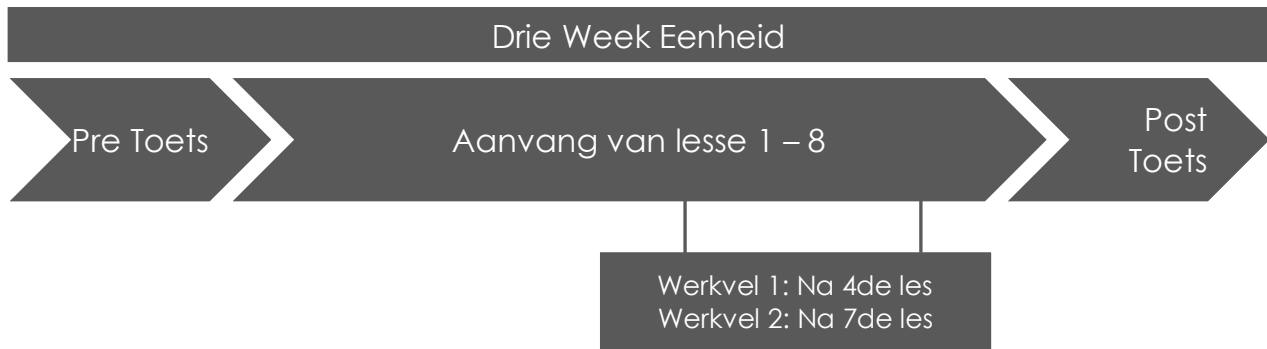 Drie Week Eenheid
Pre Toets
Aanvang van lesse 1 – 8
Post
Toets
Werkvel 1: Na 4de les
Werkvel 2: Na 7de les